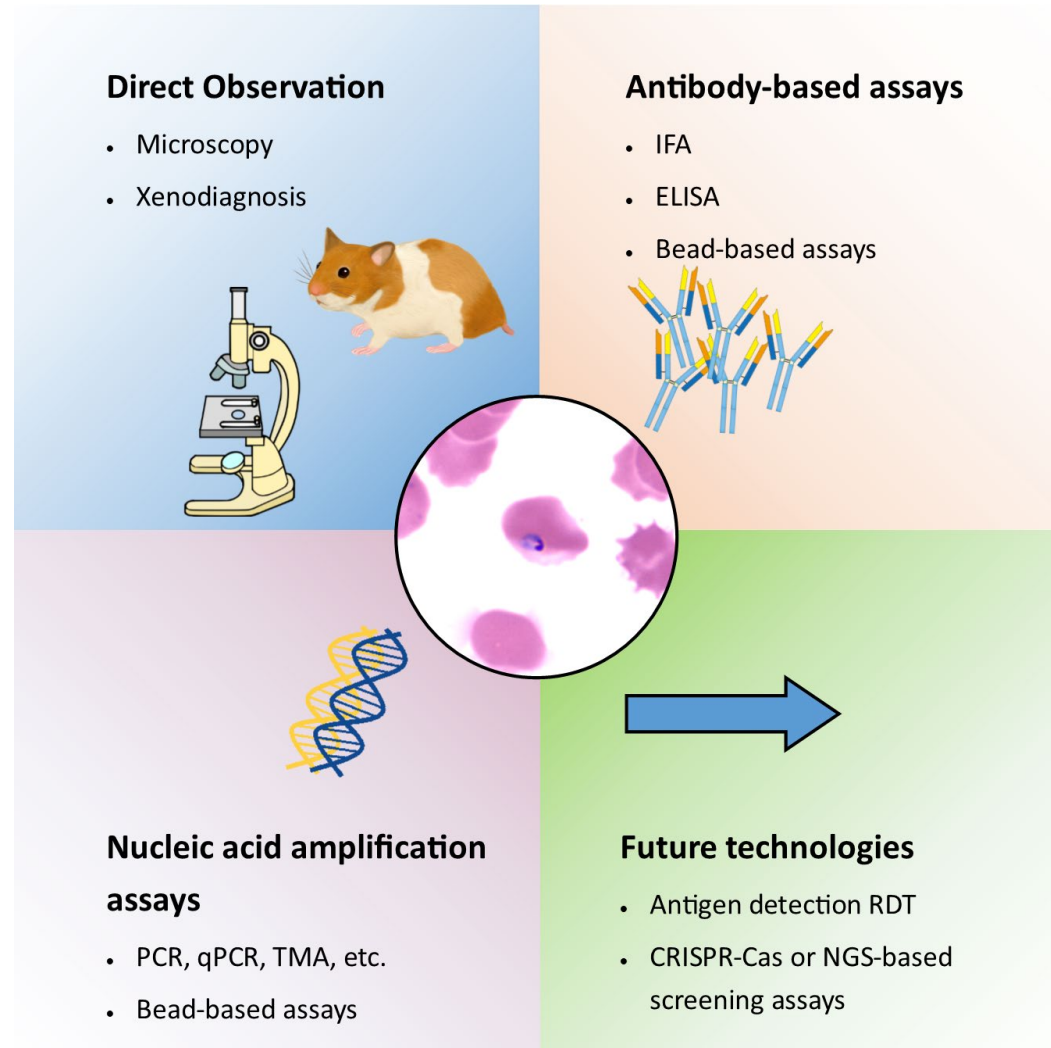 Direct Observation
• Microscopy
• Xenodiagnosis
Antibody-based assays
• IFA
• ELISA
• Bead-based assays
Nucleic acid amplification
assays
• PCR, qPCR, TMA, etc.
• Bead-based assays
Future technologies
• Antigen detection RDT
• CRISPR-Cas or NGS-based
screening assays